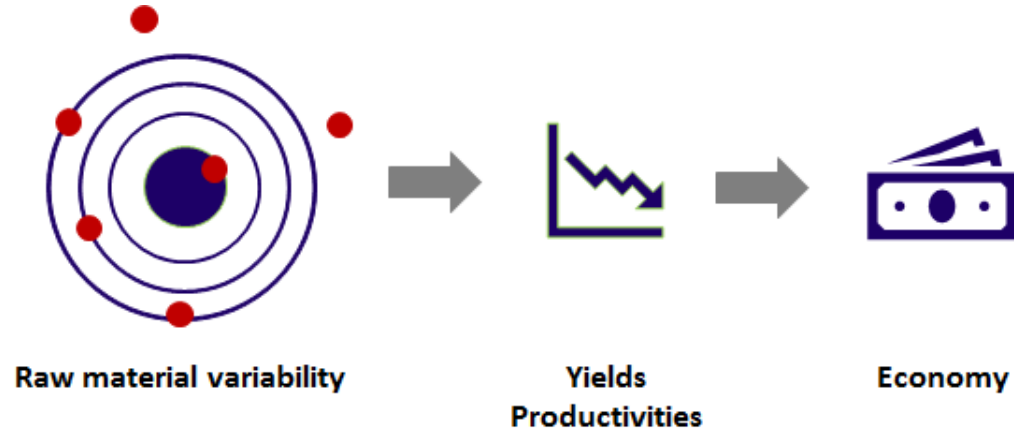 Raw material variability
Yields
Productivities
Economy